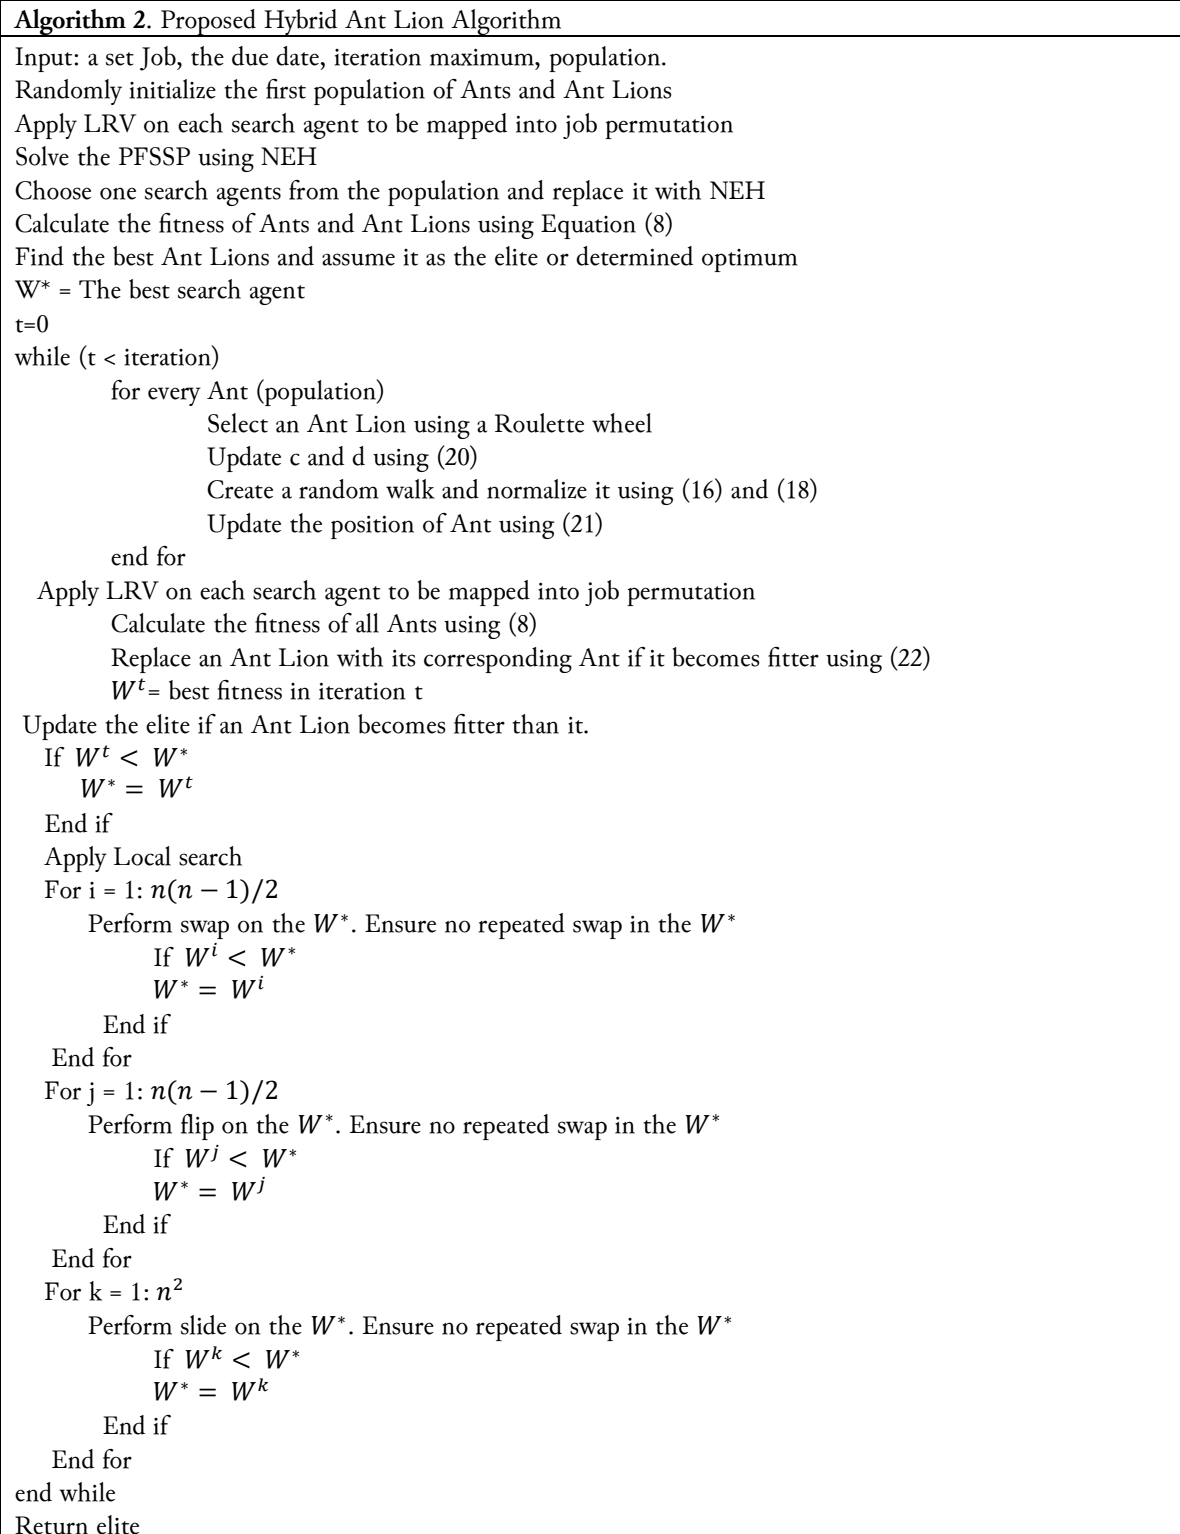 Algorithm 2. Proposed Hybrid Ant Lion Algorithm
Input: a set Job, the due date, iteration maximum, population.
Randomly initialize the first population of Ants and Ant Lions
Apply LRV on each search agent to be mapped into job permutation
Solve the PFSSP using NEH
Choose one search agents from the population and replace it with NEH
Calculate the fitness of Ants and Ant Lions using Equation (8)
Find the best Ant Lions and assume it as the elite or determined optimum
W* = The best search agent
t=0
while (t < iteration)
for every Ant (population)
Select an Ant Lion using a Roulette wheel
Update c and d using (20)
Create a random walk and normalize it using (16) and (18)
Update the position of Ant using (21)
end for
Apply LRV on each search agent to be mapped into job permutation
Calculate the fitness of all Ants using (8)
Replace an Ant Lion with its corresponding Ant if it becomes fitter using (22)
𝑊ᵗ= best fitness in iteration t
Update the elite if an Ant Lion becomes fitter than it.
If 𝑊ᵗ < 𝑊*
𝑊* = 𝑊ᵗ
End if
Apply Local search
For i = 1: 𝑛(𝑛 − 1)/2
Perform swap on the 𝑊*. Ensure no repeated swap in the 𝑊*
If 𝑊ⁱ < 𝑊*
𝑊* = 𝑊ⁱ
End if
End for
For j = 1: 𝑛(𝑛 − 1)/2
Perform flip on the 𝑊*. Ensure no repeated swap in the 𝑊*
If 𝑊ʲ < 𝑊*
𝑊* = 𝑊ʲ
End if
End for
For k = 1: 𝑛²
Perform slide on the 𝑊*. Ensure no repeated swap in the 𝑊*
If 𝑊ᵏ < 𝑊*
𝑊* = 𝑊ᵏ
End if
End for
end while
Return elite